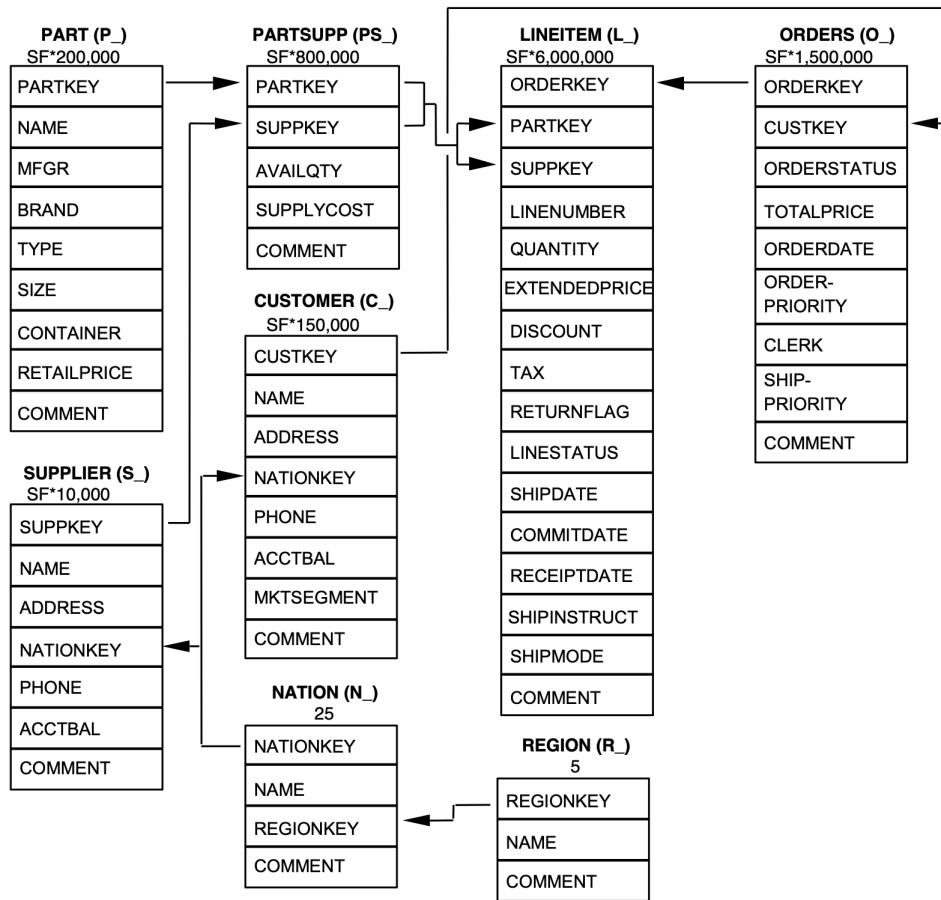 PART (P_)
SF*200,000
PARTKEY
NAME
MFGR
BRAND
TYPE
SIZE
CONTAINER
RETAILPRICE
COMMENT
SUPPLIER (S_)
SF*10,000
SUPPKEY
NAME
ADDRESS
NATIONKEY
PHONE
ACCTBAL
COMMENT
PARTSUPP (PS_)
SF*800,000
PARTKEY
SUPPKEY
AVAILQTY
SUPPLYCOST
COMMENT
CUSTOMER (C_)
SF*150,000
CUSTKEY
NAME
ADDRESS
NATIONKEY
PHONE
ACCTBAL
MKTSEGMENT
COMMENT
NATION (N_)
25
NATIONKEY
NAME
REGIONKEY
COMMENT
LINEITEM (L_)
SF*6,000,000
ORDERKEY
PARTKEY
SUPPKEY
LINENUMBER
QUANTITY
EXTENDEDPRICE
DISCOUNT
TAX
RETURNFLAG
LINESTATUS
SHIPDATE
COMMITDATE
RECEIPTDATE
SHIPINSTRUCT
SHIPMODE
COMMENT
REGION (R_)
5
REGIONKEY
NAME
COMMENT
ORDERS (O_)
SF*1,500,000
ORDERKEY
CUSTKEY
ORDERSTATUS
TOTALPRICE
ORDERDATE
ORDER-
PRIORITY
CLERK
SHIP-
PRIORITY
COMMENT